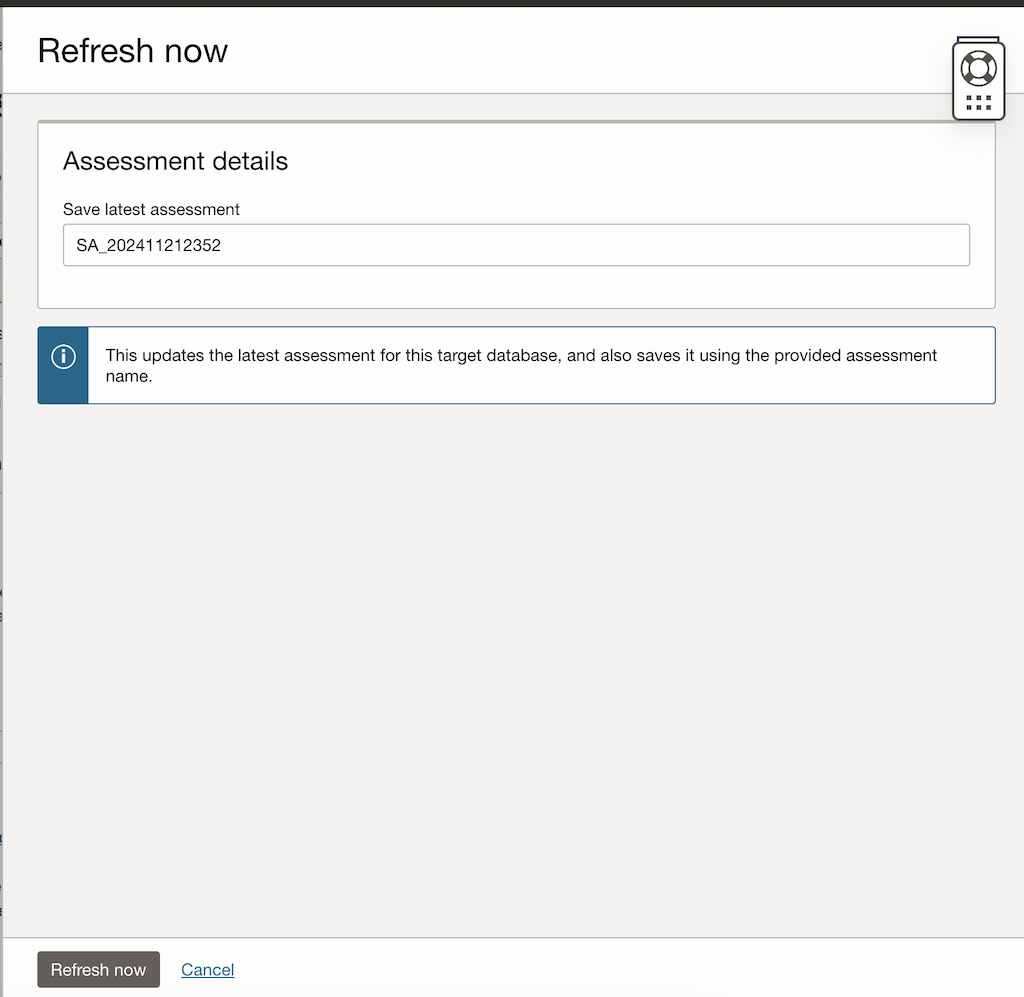 Refresh now
Assessment details
Save latest assessment
SA_202411212352
This updates the latest assessment for this target database, and also saves it using the provided assessment
name.
Refresh now
Cancel